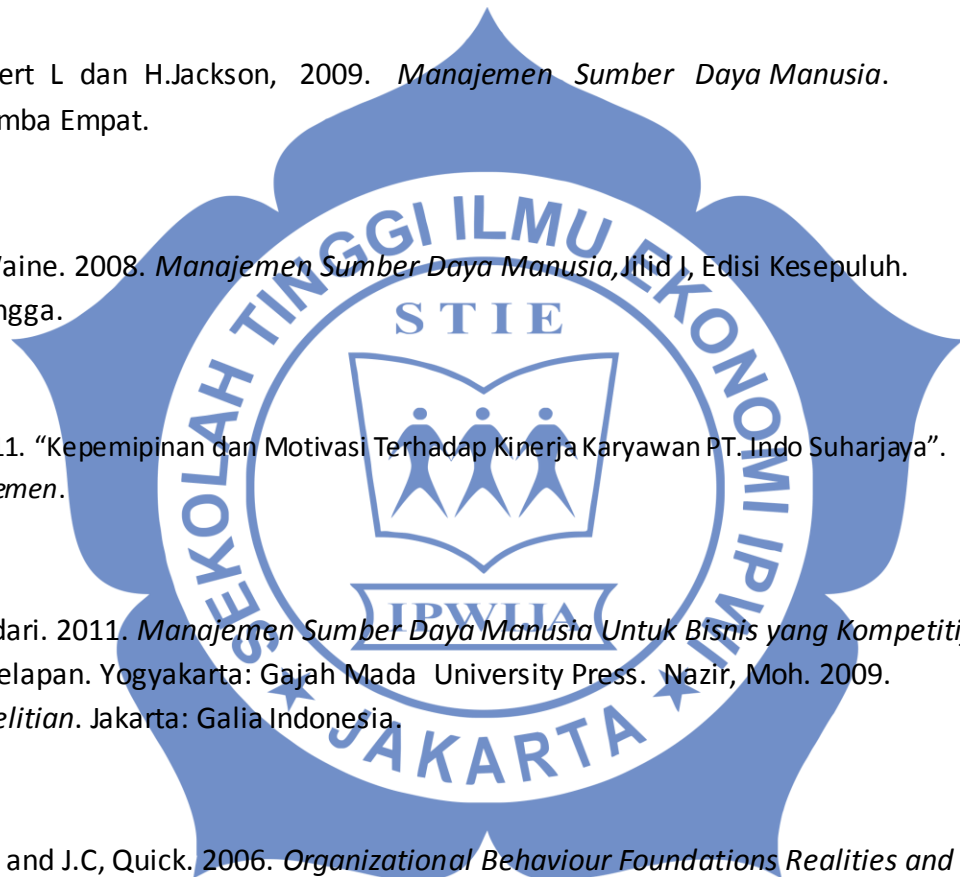 ert L dan H.Jackson, 2009. Manajemen Sumber Daya Manusia.
mba Empat.
aine. 2008. Manajemen Sumber Daya Manusia,Jilid I, Edisi Kesepuluh.
ngga.
11. “Kepemipinan dan Motivasi Terhadap Kinerja Karyawan PT. Indo Suharjaya”.
emen.
dari. 2011. Manajemen Sumber Daya Manusia Untuk Bisnis yang Kompetiti
elapan. Yogyakarta: Gajah Mada University Press. Nazir, Moh. 2009.
elitian. Jakarta: Galia Indonesia.
and J.C, Quick. 2006. Organizational Behaviour Foundations Realities and
SEKOLAH TINGGI ILMU EKONOMI IPWI
STIE
IPWIJA
JAKARTA